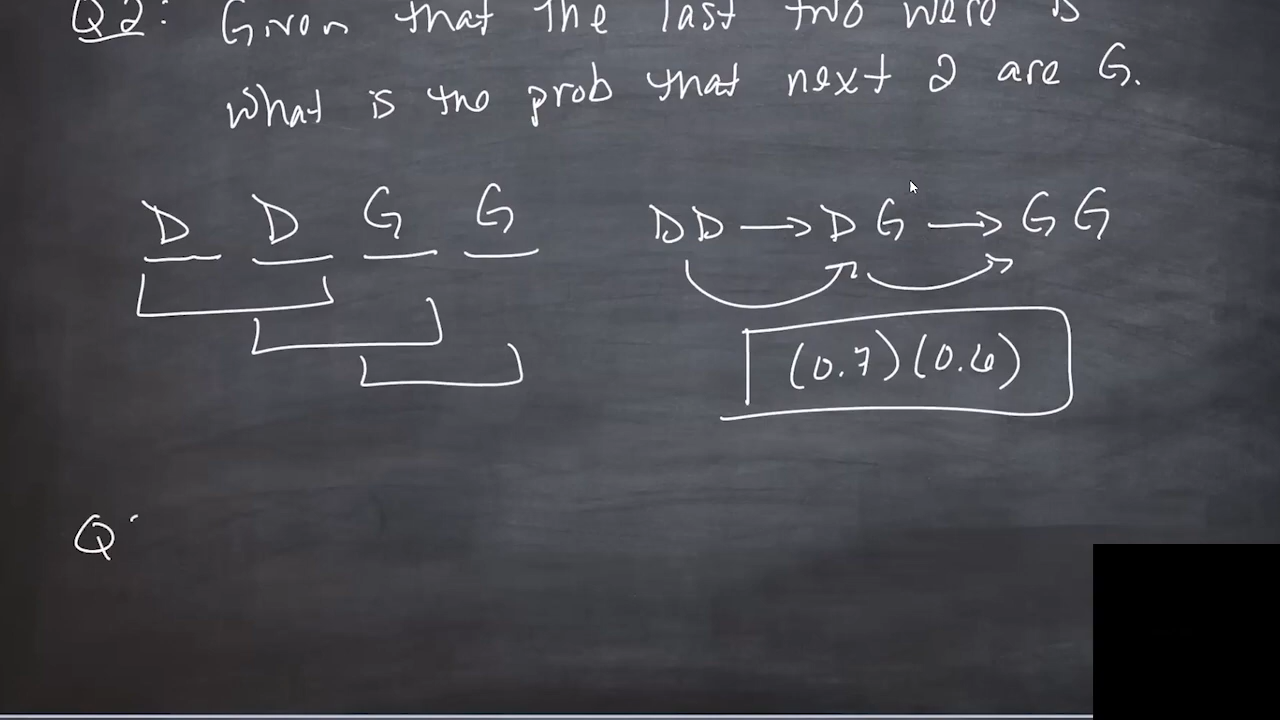 Q2: Given that the last two were is
What is the prob that next 2 are G.
D D G G
DD → DG → GG
(0.7)(0.6)
Q